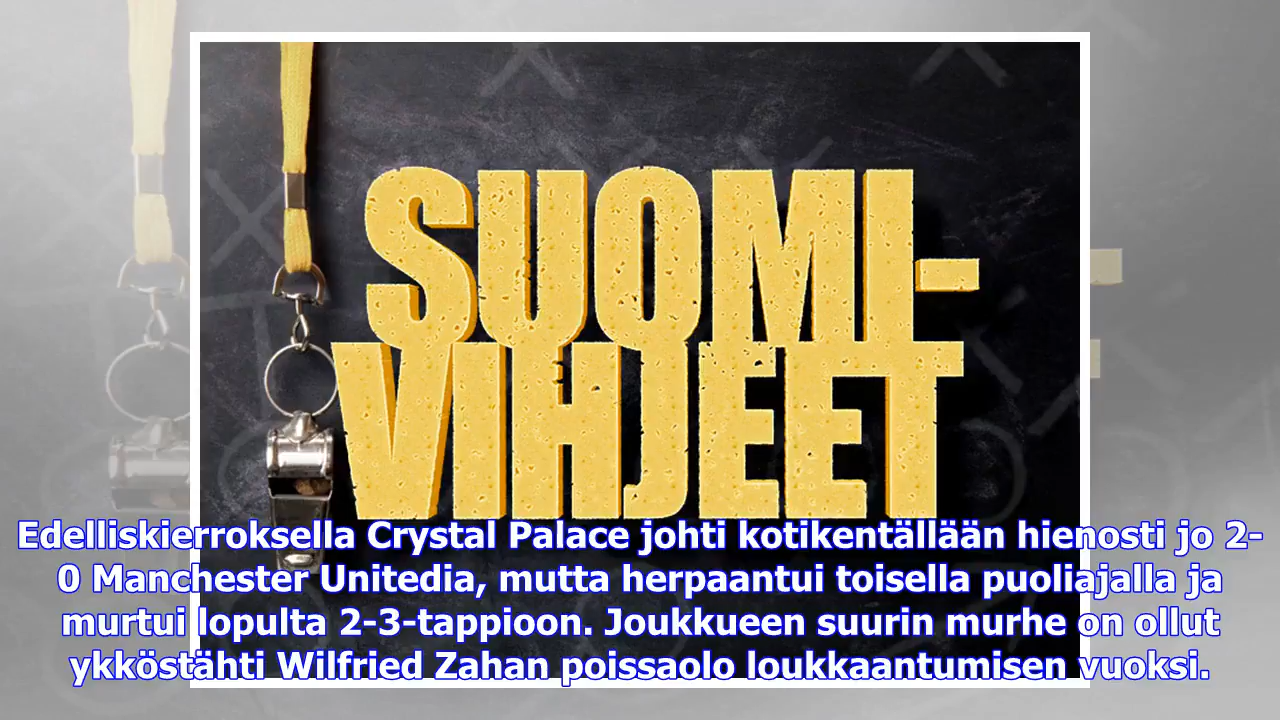 SUOMI-
VIHJEET
Edelliskierroksella Crystal Palace johti kotikentällään hienosti jo 2-
0 Manchester Unitedia, mutta herpaantui toisella puoliajalla ja
murtui lopulta 2-3-tappioon. Joukkueen suurin murhe on ollut
ykköstähti Wilfried Zahan poissaolo loukkaantumisen vuoksi.